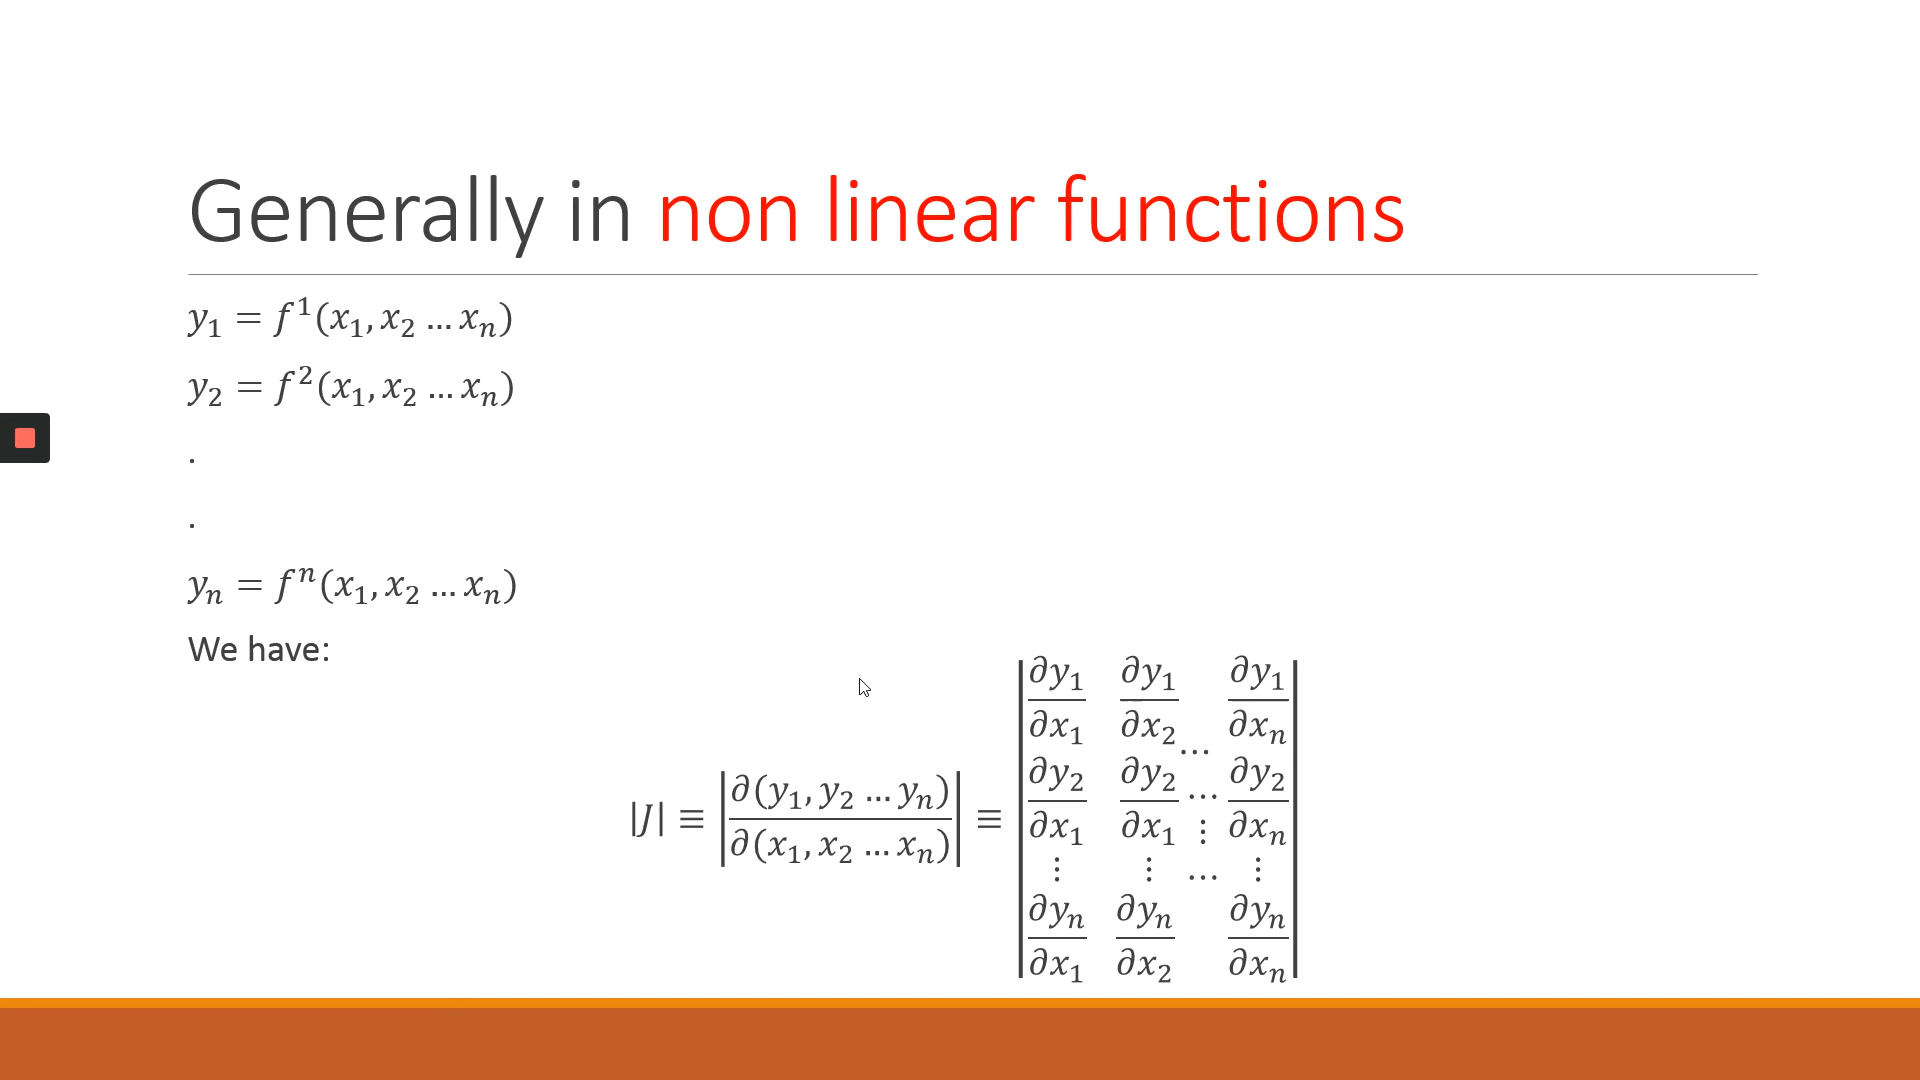 Generally in non linear functions
y₁ = f¹(x₁, x₂ … xₙ)
y₂ = f²(x₁, x₂ … xₙ)
.
.
yₙ = fⁿ(x₁, x₂ … xₙ)
We have:
|J| ≡ |∂(y₁, y₂ … yₙ) / ∂(x₁, x₂ … xₙ)| ≡
| ∂y₁/∂x₁ ∂y₁/∂x₂ … ∂y₁/∂xₙ |
| ∂y₂/∂x₁ ∂y₂/∂x₁ … ⋮ ∂y₂/∂xₙ |
| ⋮ ⋮ … ⋮ |
| ∂yₙ/∂x₁ ∂yₙ/∂x₂ ∂yₙ/∂xₙ |